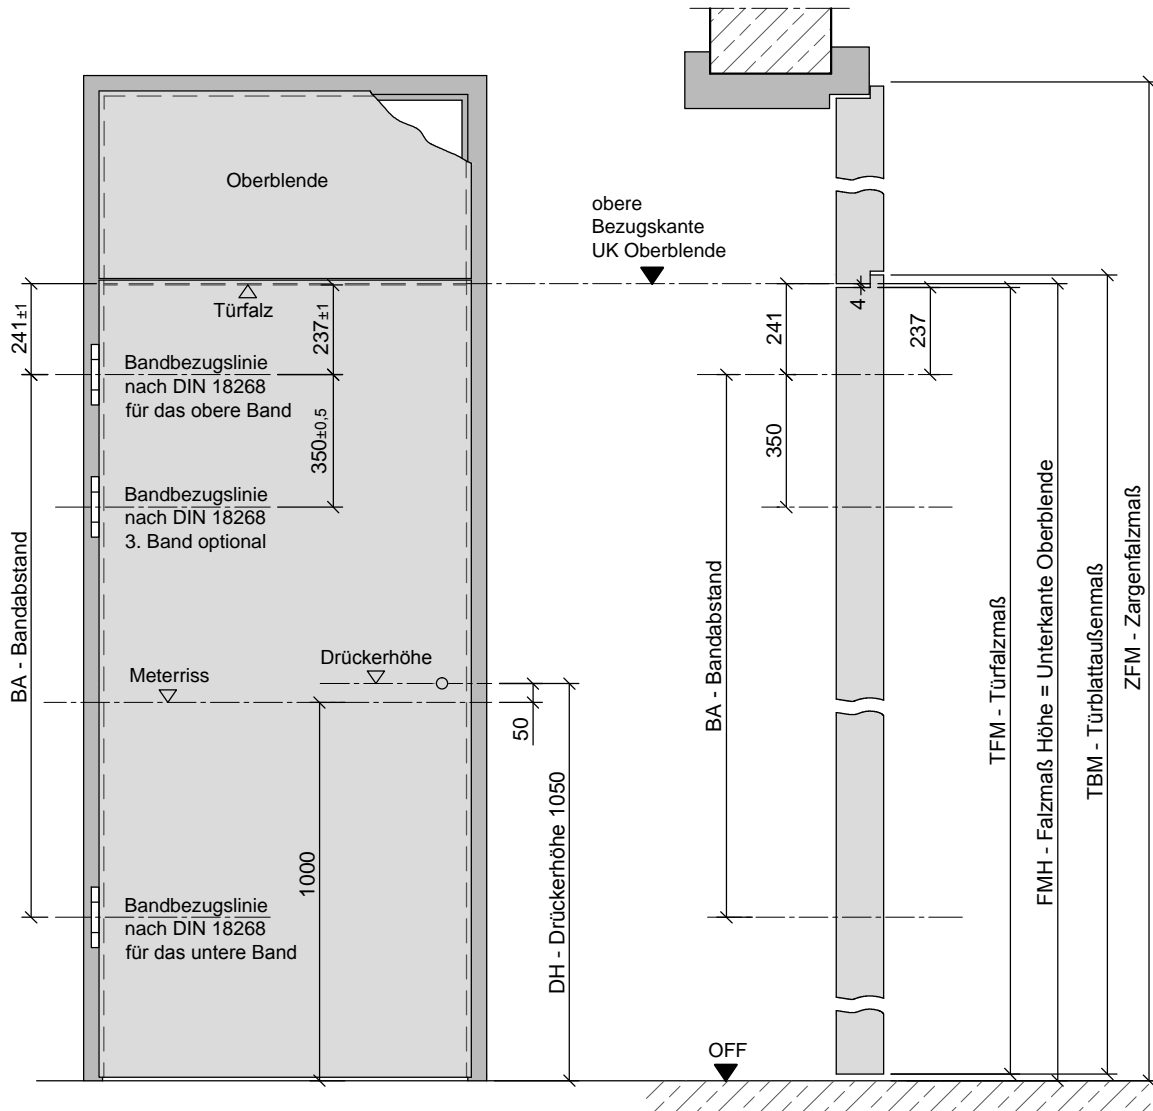 Oberblende
obere
Bezugskante
UK Oberblende
Türfalz
241±1
237±1
241
4
237
Bandbezugslinie
nach DIN 18268
für das obere Band
350±0,5
350
Bandbezugslinie
nach DIN 18268
3. Band optional
BA - Bandabstand
BA - Bandabstand
Drückerhöhe
Meterriss
50
1000
DH - Drückerhöhe 1050
TFM - Türfalzmaß
FMH - Falzmaß Höhe = Unterkante Oberblende
TBM - Türblattaußenmaß
ZFM - Zargenfalzmaß
Bandbezugslinie
nach DIN 18268
für das untere Band
OFF